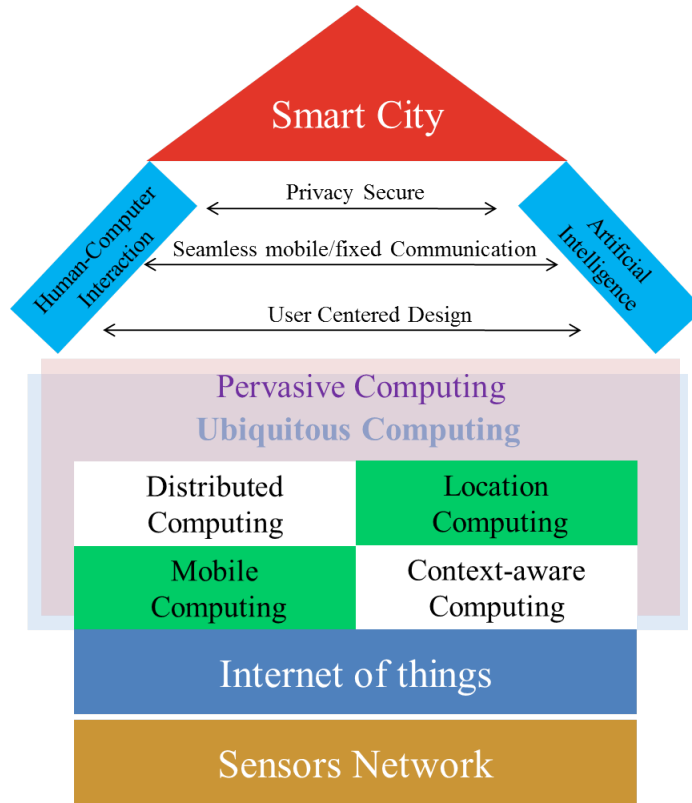 Smart City
Privacy Secure
Human-Computer
Interaction
Artificial
Intelligence
Seamless mobile/fixed Communication
User Centered Design
Pervasive Computing
Ubiquitous Computing
Distributed
Computing
Location
Computing
Mobile
Computing
Context-aware
Computing
Internet of things
Sensors Network